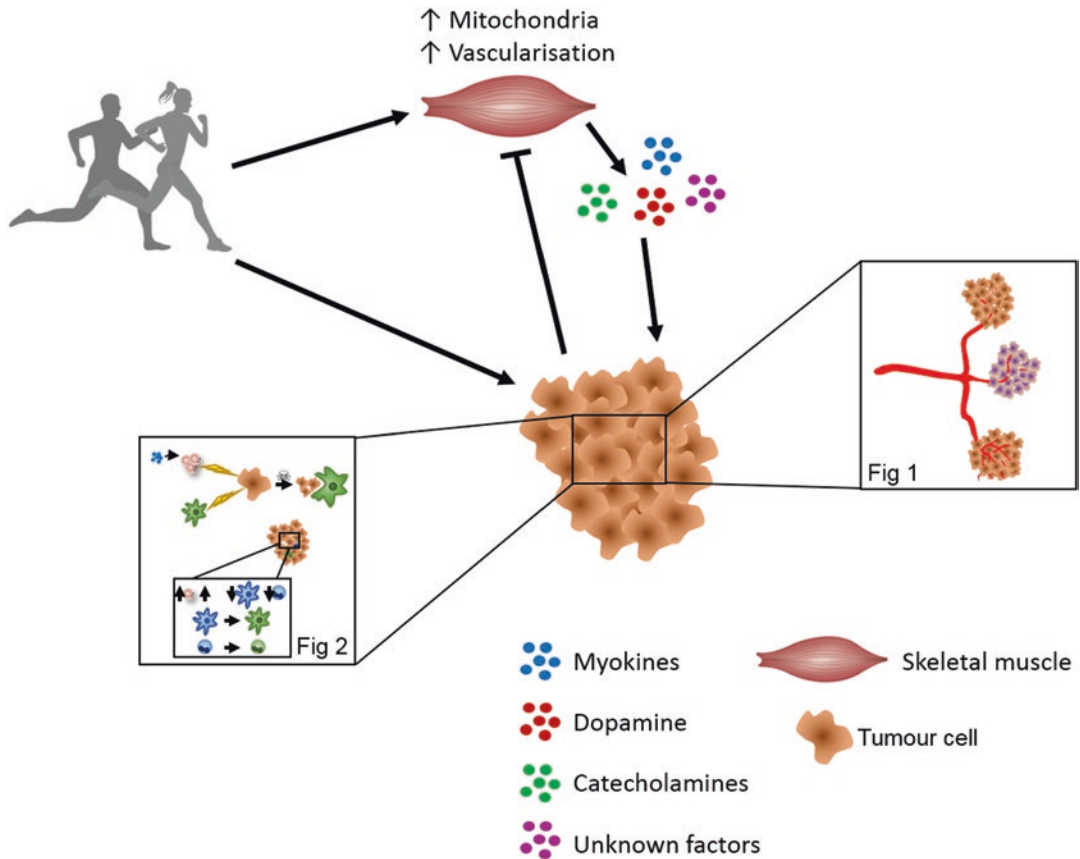 ↑ Mitochondria
↑ Vascularisation
Fig 1
Fig 2
Myokines
Skeletal muscle
Dopamine
Tumour cell
Catecholamines
Unknown factors